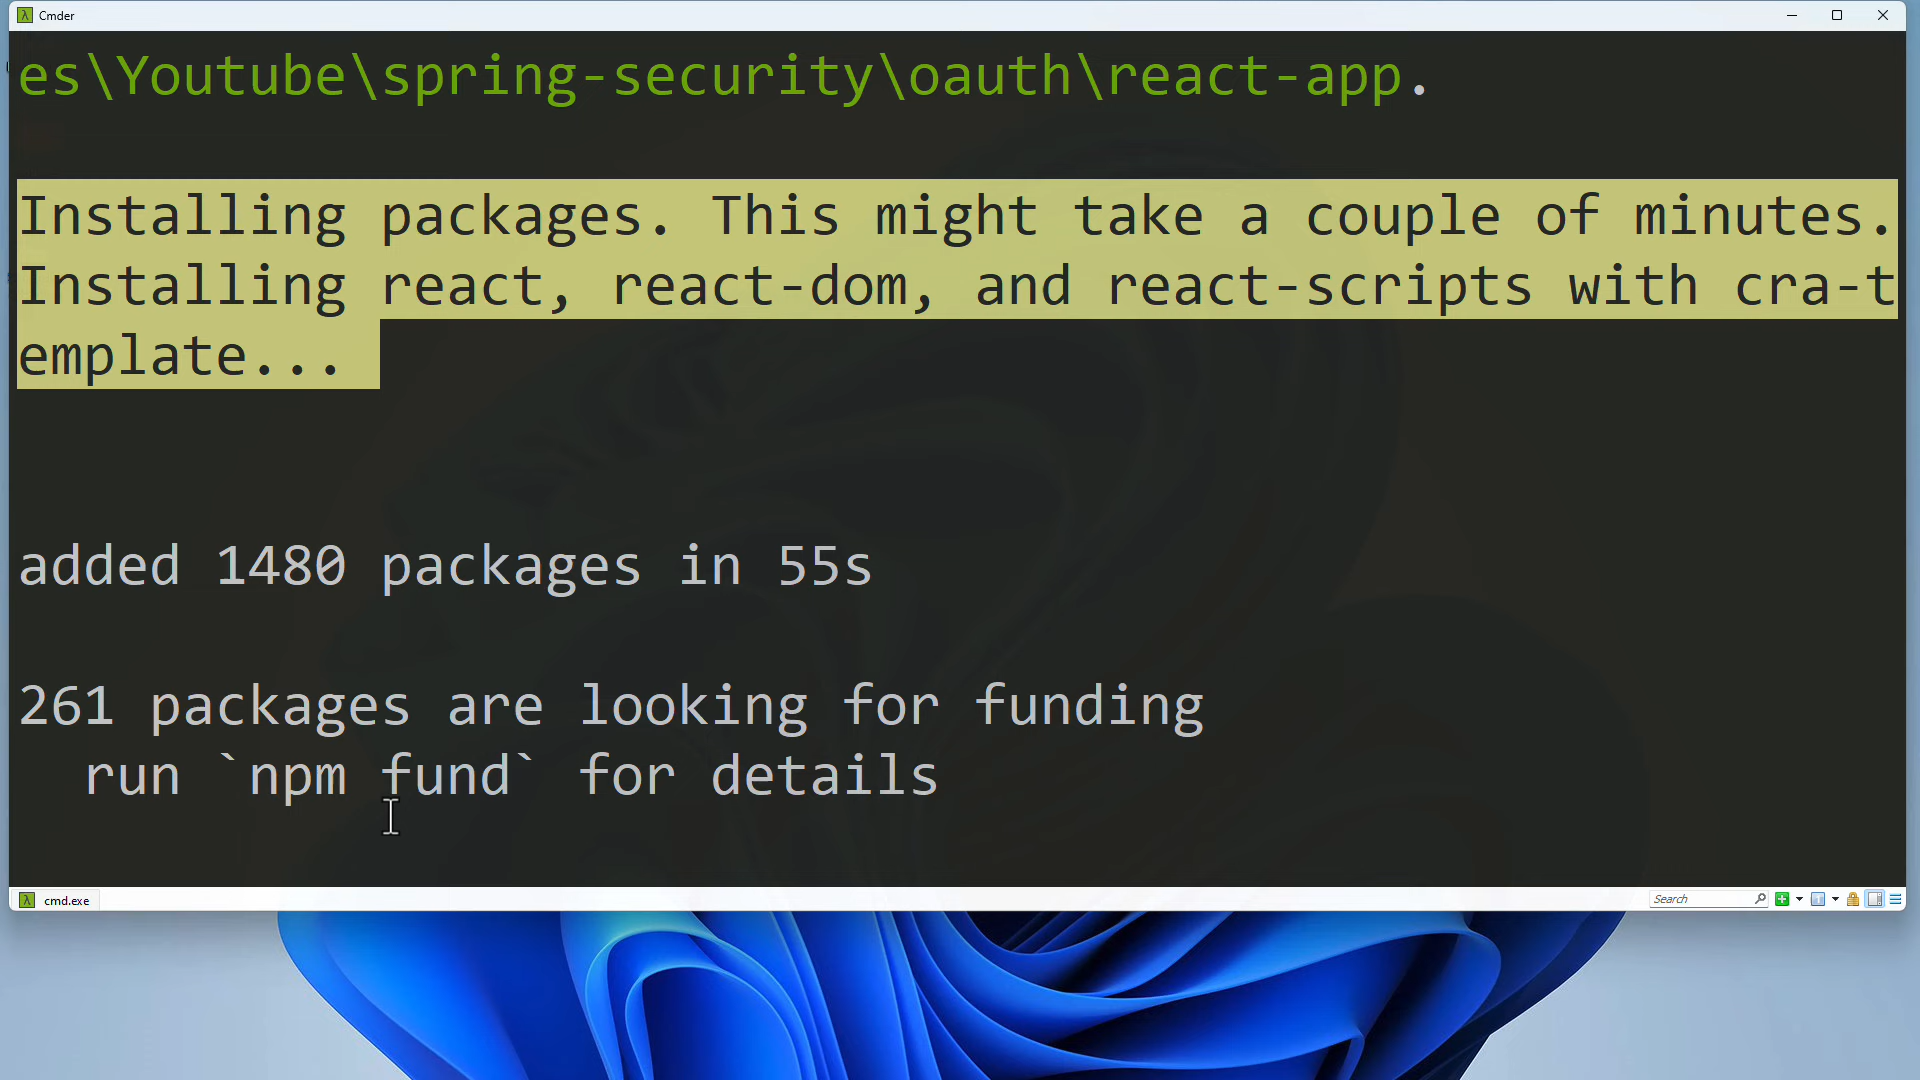 Cmder
es\Youtube\spring-security\oauth\react-app.
Installing packages. This might take a couple of minutes.
Installing react, react-dom, and react-scripts with cra-t
emplate...
added 1480 packages in 55s
261 packages are looking for funding
run `npm fund` for details
cmd.exe
Search